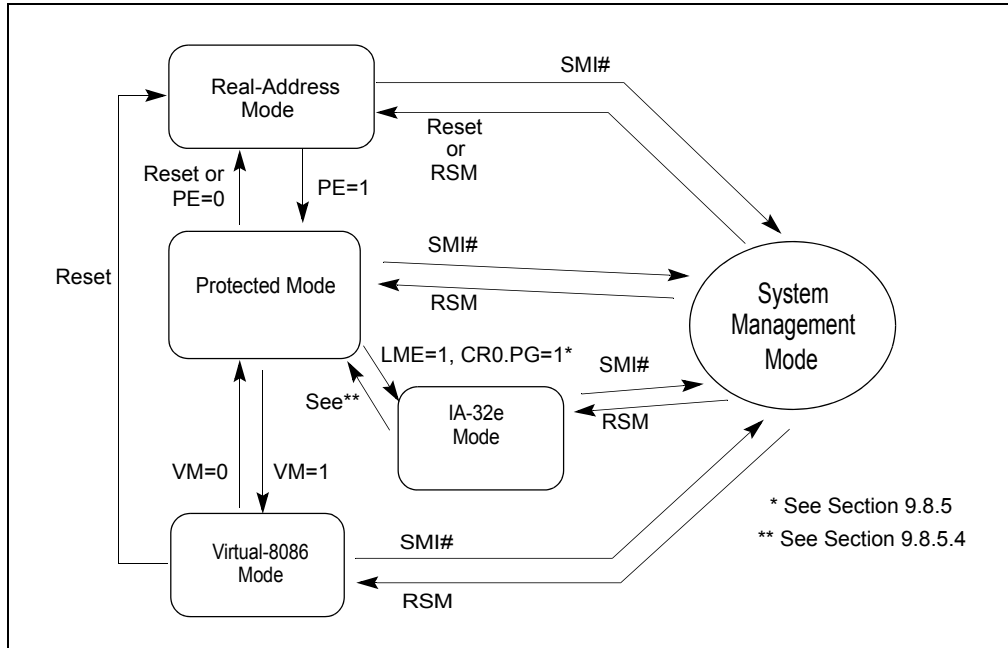 SMI#
Real-Address
Mode
Reset
or
RSM
Reset or
PE=0
PE=1
SMI#
Reset
Protected Mode
RSM
System
Management
Mode
LME=1, CR0.PG=1*
SMI#
See**
IA-32e
Mode
RSM
VM=0
VM=1
* See Section 9.8.5
** See Section 9.8.5.4
Virtual-8086
Mode
SMI#
RSM